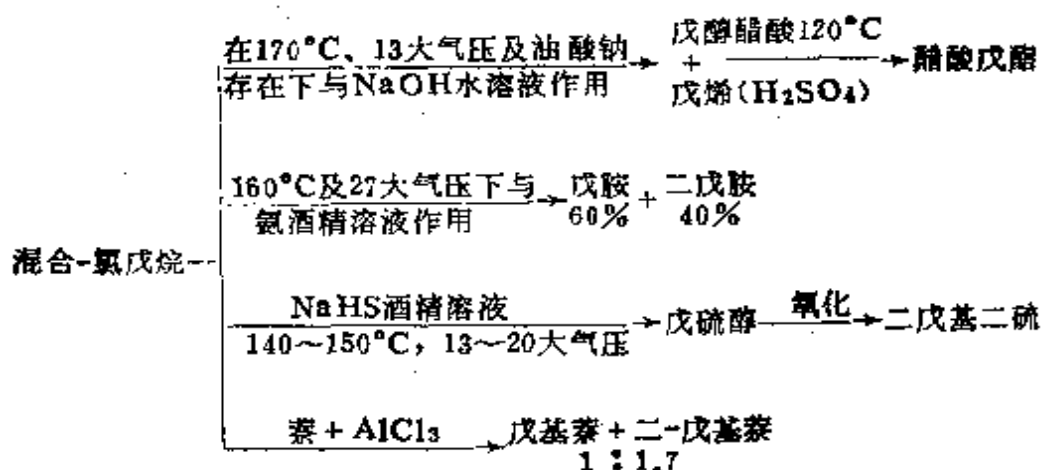 在170°C、13大气压及油酸钠 戊醇醋酸120°C
+ 醋酸戊酯
存在下与NaOH水溶液作用 戊烯(H₂SO₄)
160°C及27大气压下与 戊胺 + 二戊胺
氨酒精溶液作用 60% 40%
混合-氯戊烷
NaHS酒精溶液 戊硫醇 氧化 二戊基二硫
140～150°C，13～20大气压
萘 + AlCl₃ 戊基萘 + 二-戊基萘
1 : 1.7